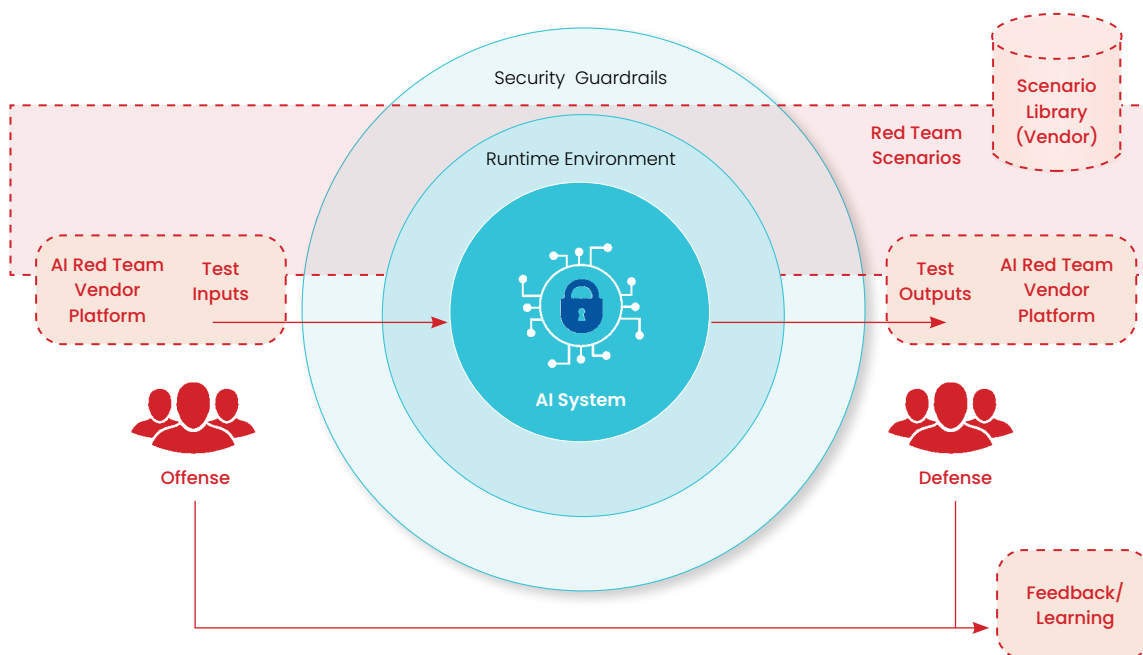 Security Guardrails
Scenario
Library
(Vendor)
Red Team
Scenarios
Runtime Environment
AI Red Team
Vendor
Platform
Test
Inputs
Test
Outputs
AI Red Team
Vendor
Platform
AI System
Offense
Defense
Feedback/
Learning